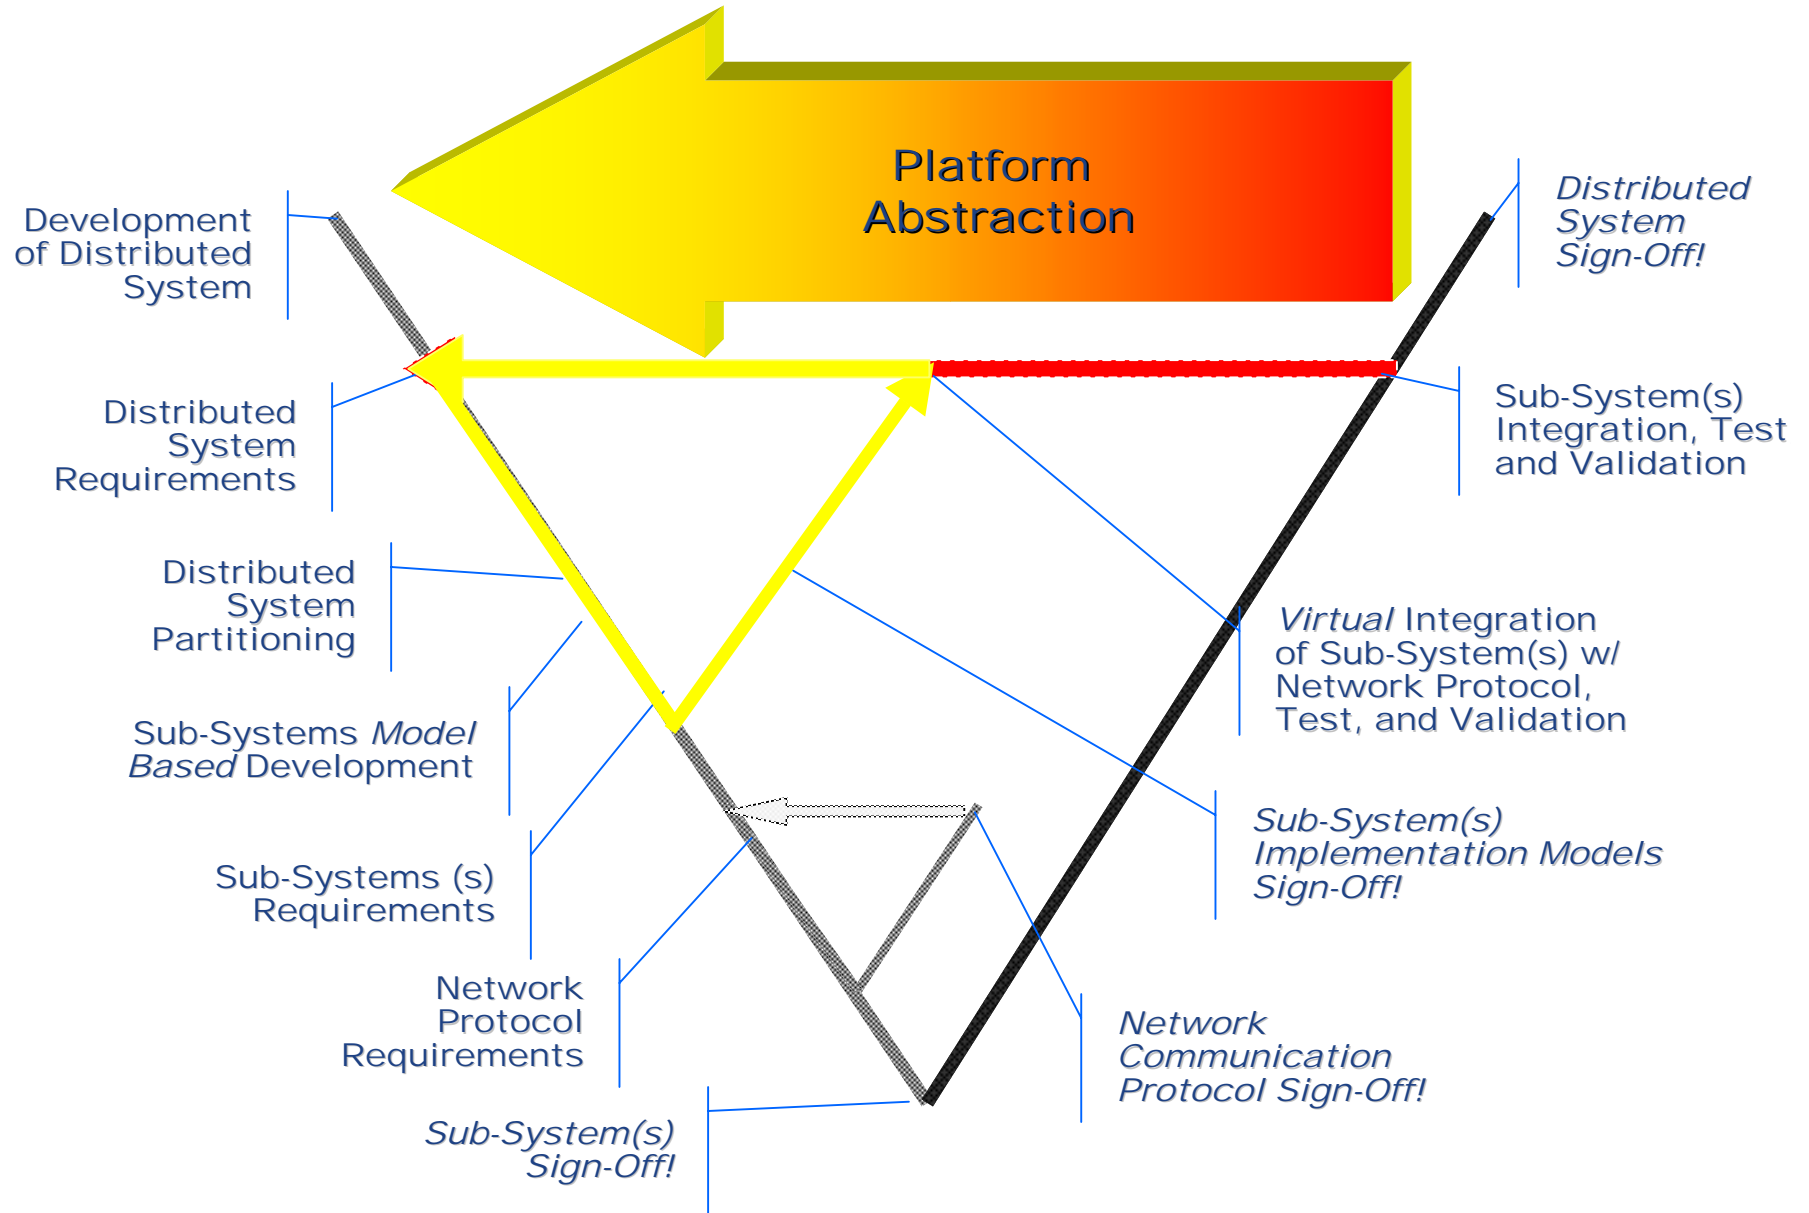 Platform
Abstraction
Development
of Distributed
System
Distributed
System
Requirements
Distributed
System
Partitioning
Sub-Systems Model
Based Development
Sub-Systems (s)
Requirements
Network
Protocol
Requirements
Sub-System(s)
Sign-Off!
Distributed
System
Sign-Off!
Sub-System(s)
Integration, Test
and Validation
Virtual Integration
of Sub-System(s) w/
Network Protocol,
Test, and Validation
Sub-System(s)
Implementation Models
Sign-Off!
Network
Communication
Protocol Sign-Off!